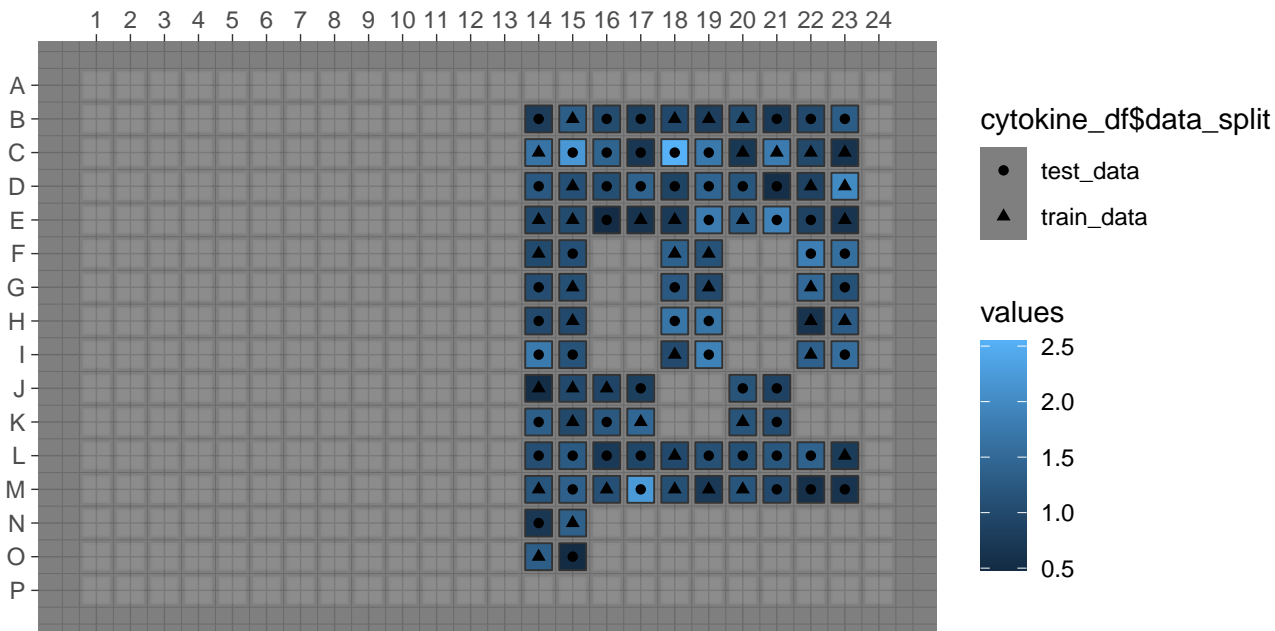 1 2 3 4 5 6 7 8 9 10 11 12 13 14 15 16 17 18 19 20 21 22 23 24
A
B
C
D
E
F
G
H
I
J
K
L
M
N
O
P
cytokine_df$data_split
test_data
train_data
values
2.5
2.0
1.5
1.0
0.5